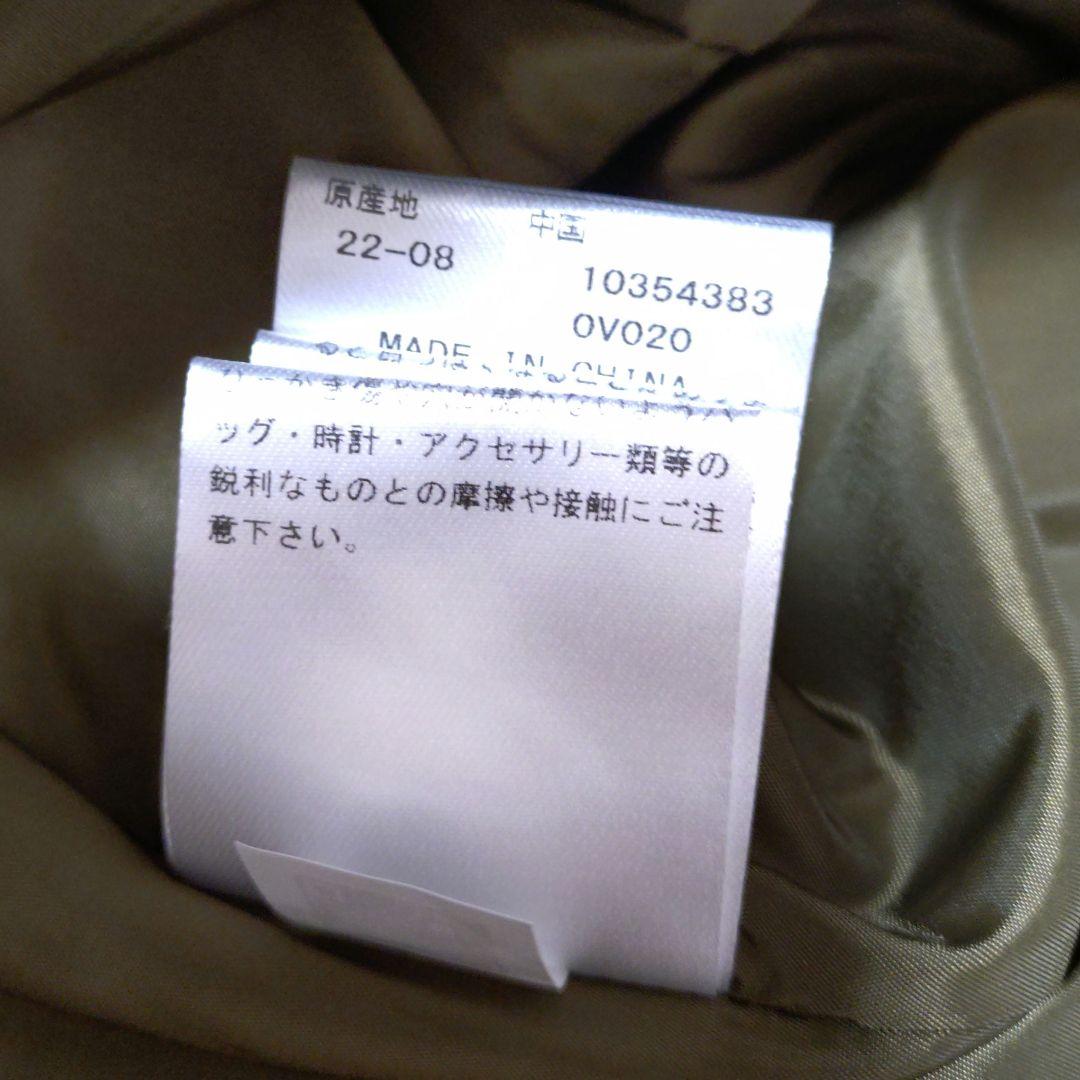 原産地 中国
22-08
10354383
0V020
MADE IN CHINA
ッグ・時計・アクセサリー類等の
鋭利なものとの摩擦や接触にご注
意下さい。